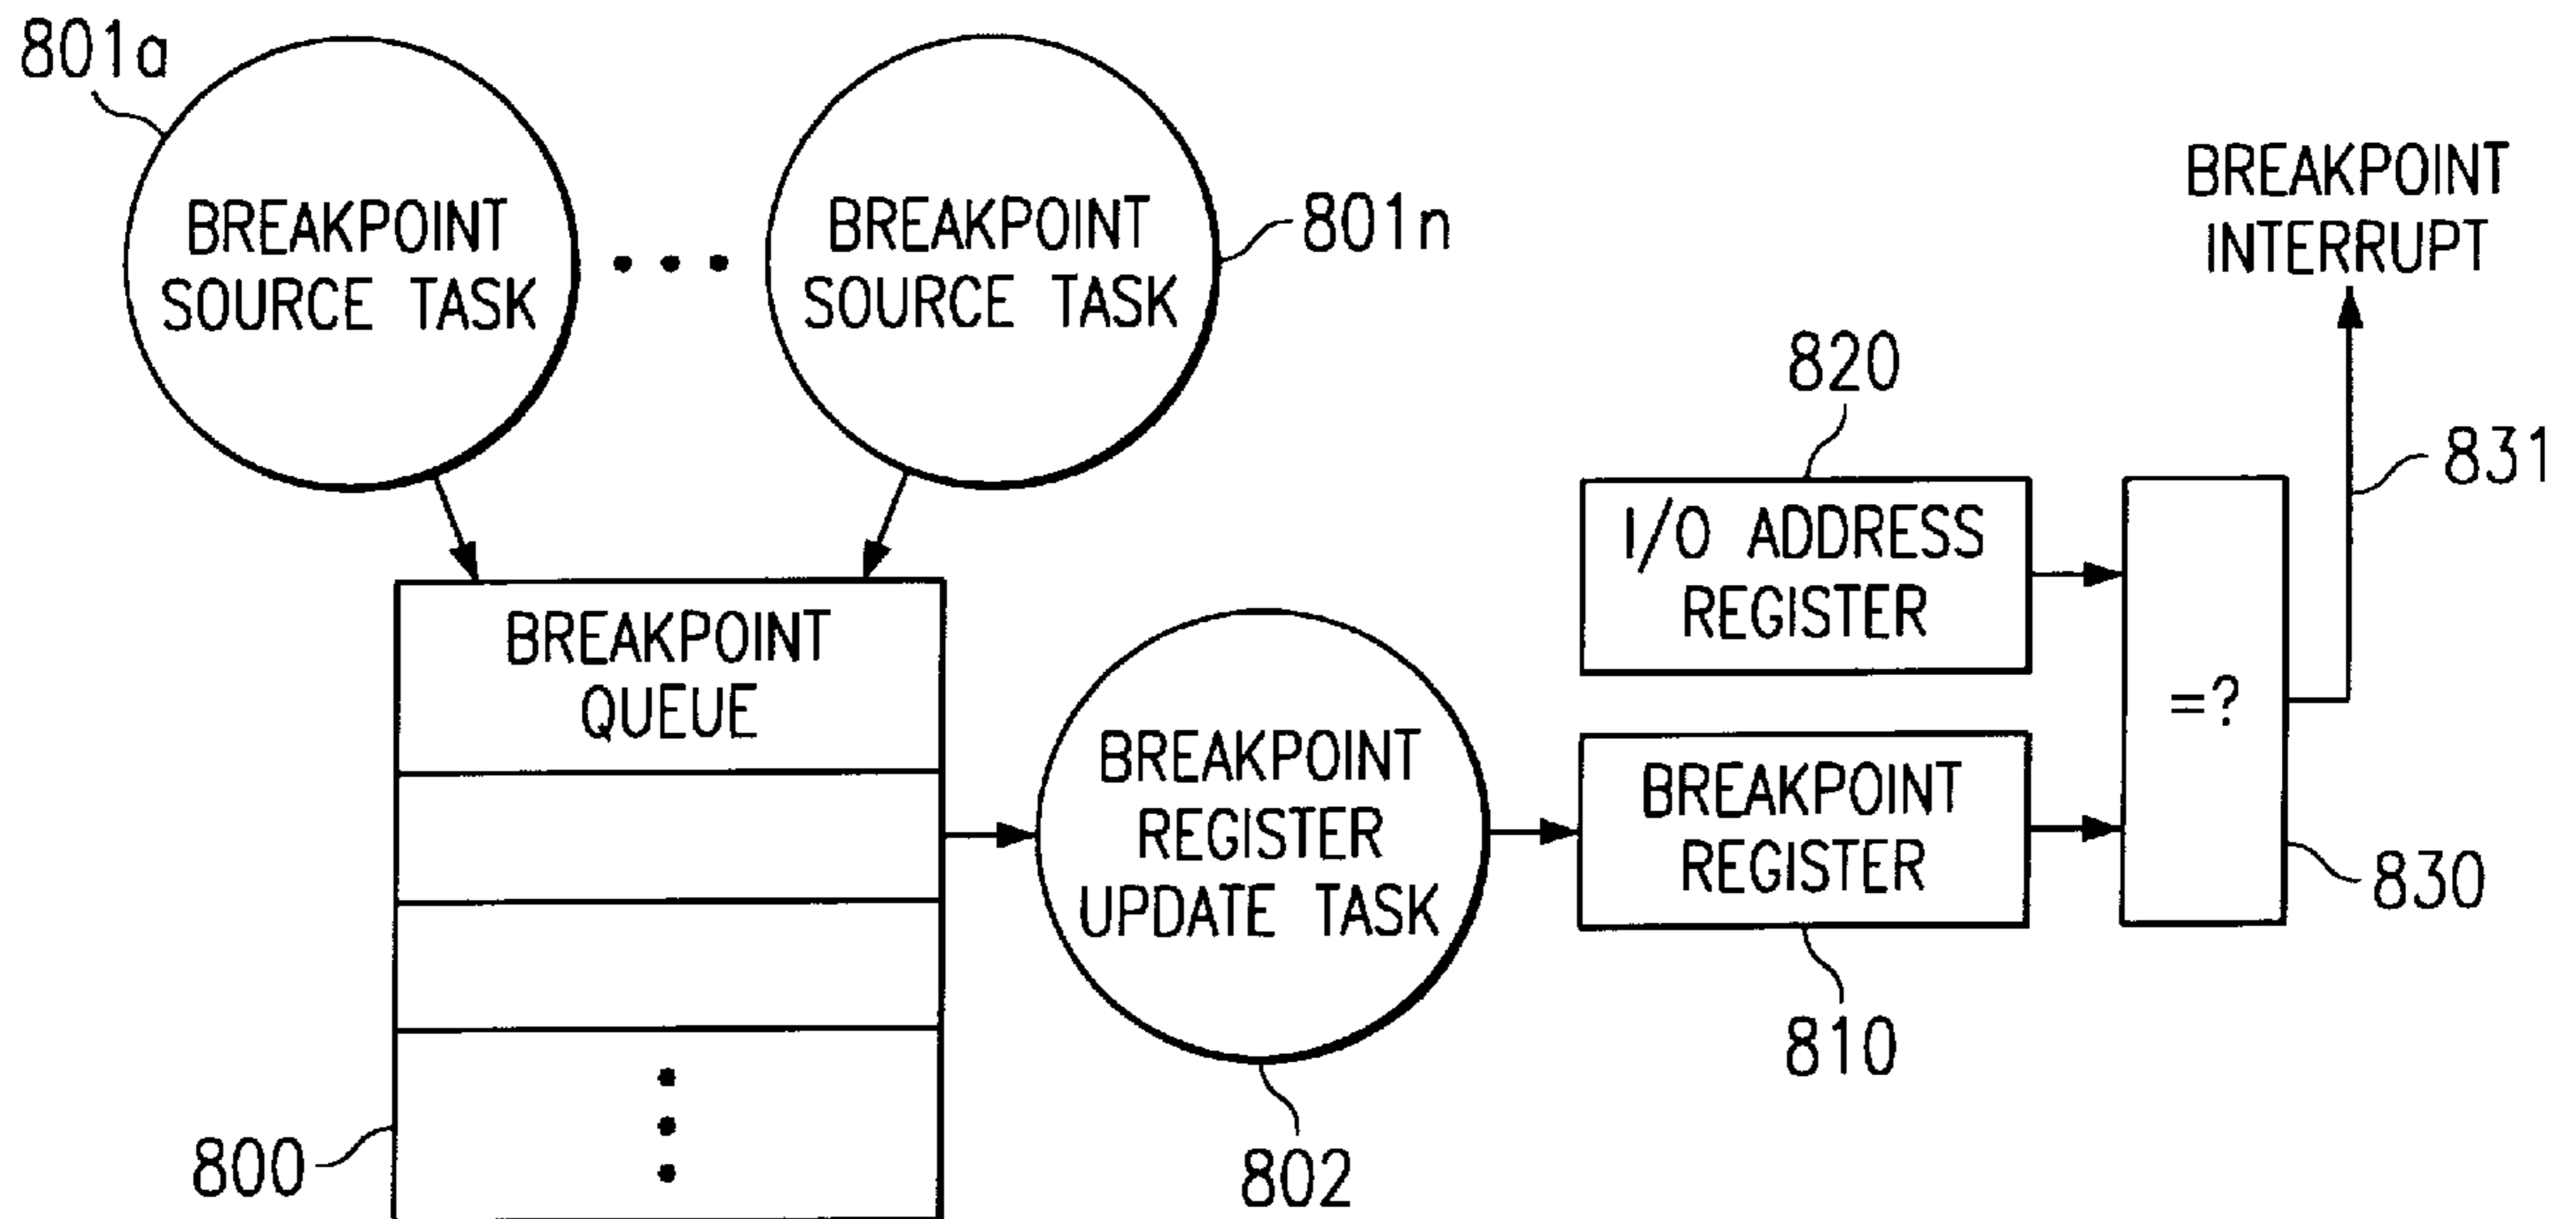 801a
BREAKPOINT
SOURCE TASK
BREAKPOINT
SOURCE TASK
801n
BREAKPOINT
INTERRUPT
820
831
I/O ADDRESS
REGISTER
BREAKPOINT
QUEUE
=?
BREAKPOINT
REGISTER
UPDATE TASK
BREAKPOINT
REGISTER
830
810
800
802